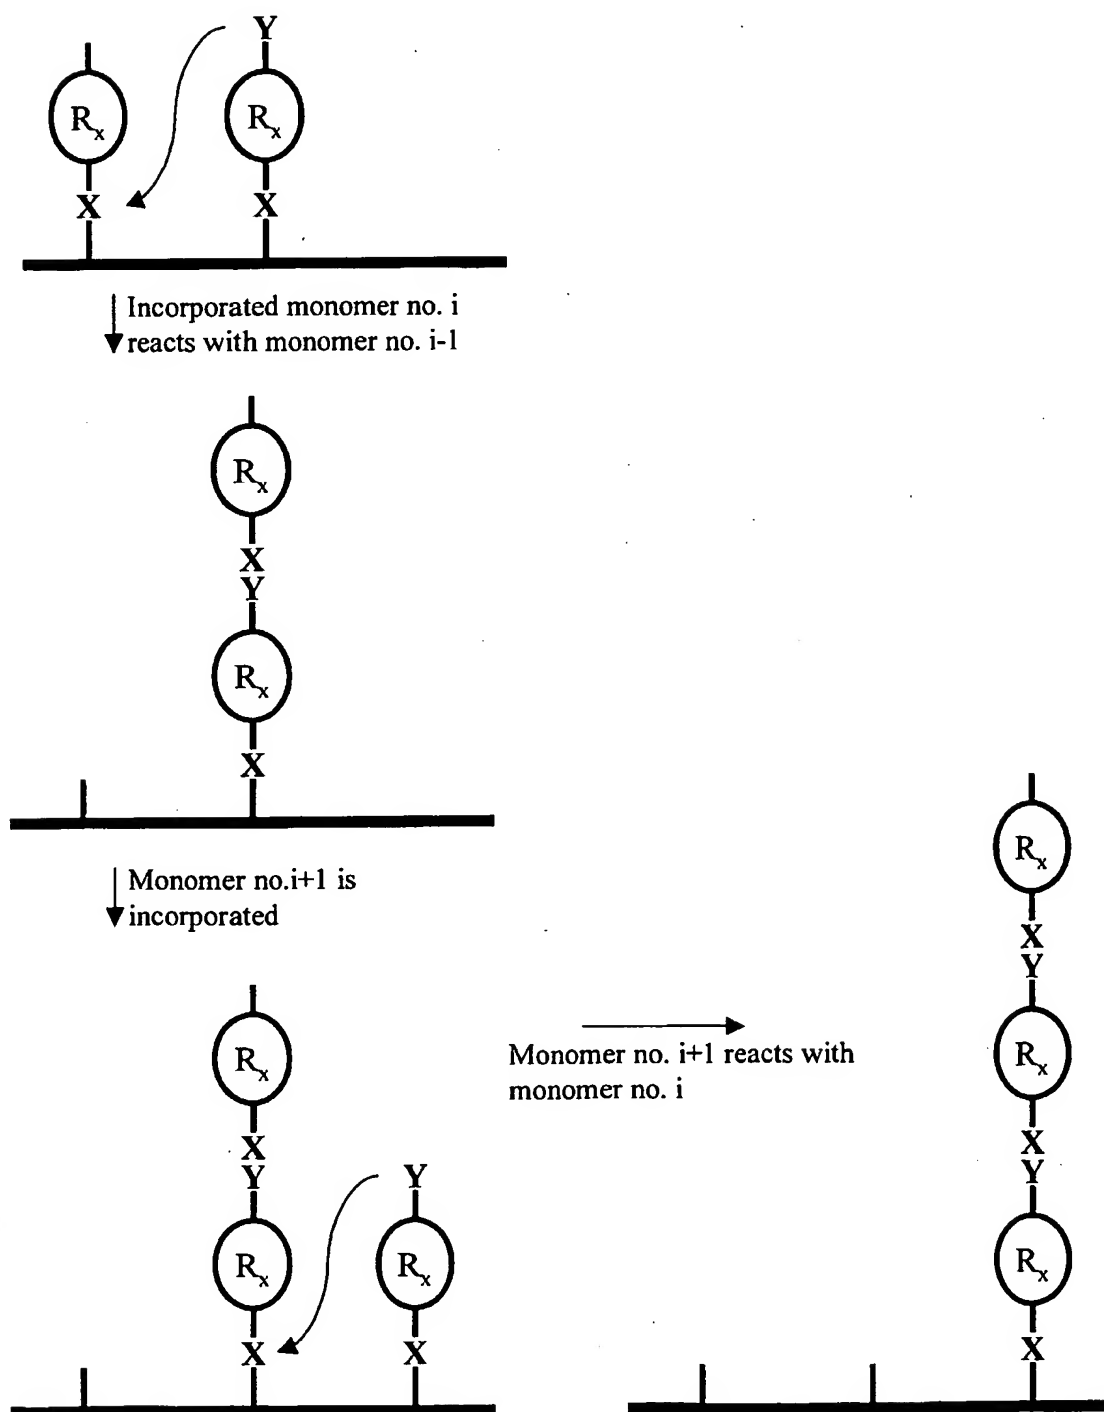 Y
Rₓ Rₓ
X X
Incorporated monomer no. i
reacts with monomer no. i-1
Rₓ
X
Y
Rₓ
X
Monomer no.i+1 is
incorporated
Rₓ
X
Y Y
Rₓ Rₓ
X X
Monomer no. i+1 reacts with
monomer no. i
Rₓ
X
Y
Rₓ
X
Y
Rₓ
X